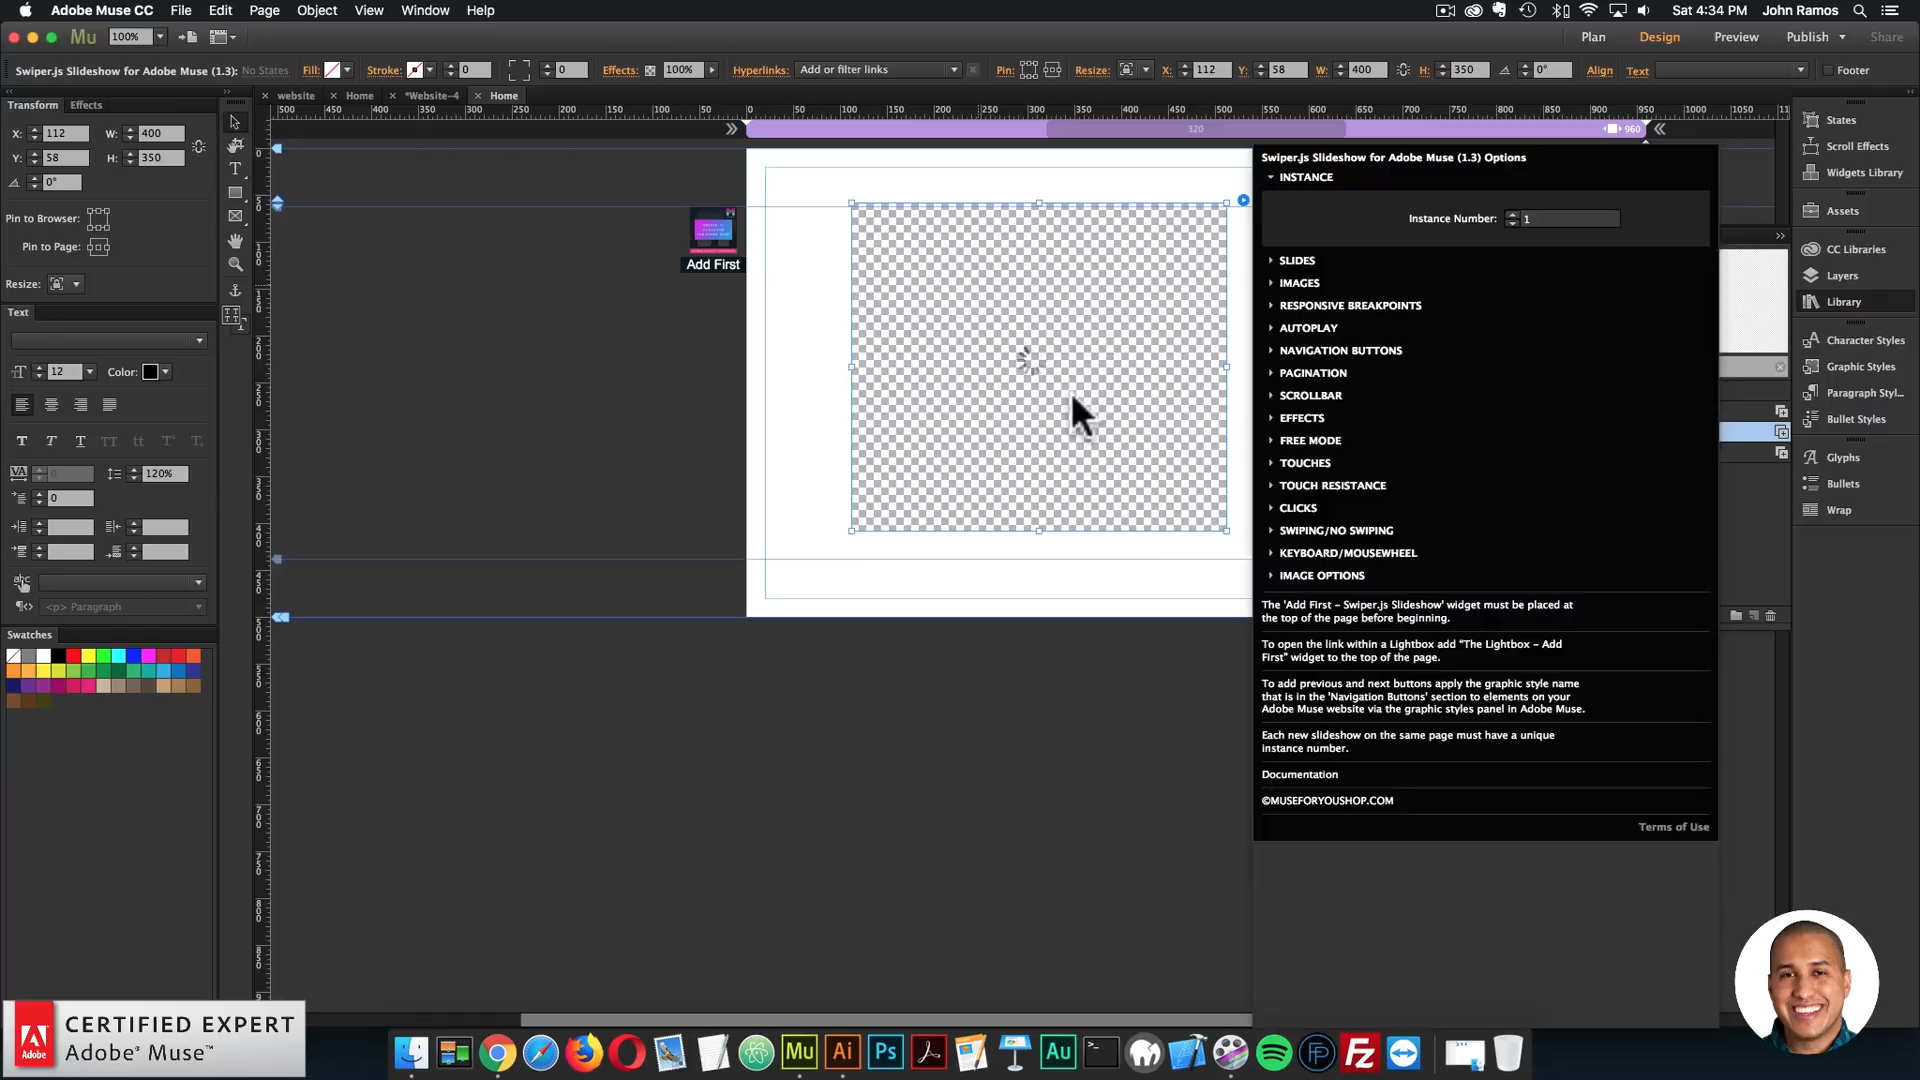 Adobe Muse CC File Edit Page Object View Window Help
Sat 4:34 PM John Ramos
Mu 100%
Plan Design Preview Publish Share
Swiper.js Slideshow for Adobe Muse (1.3): No States Fill: Stroke: 0 0 Effects: 100% Hyperlinks: Add or filter links Pin: Resize: X: 112 Y: 58 W: 400 H: 350 0° Align Text Footer
Transform Effects
website Home *Website-4 Home
X: 112 W: 400
Y: 58 H: 350
0°
Pin to Browser:
Pin to Page:
Resize:
Text
12 Color:
0
120%
0
<p> Paragraph
Swatches
500 450 400 350 300 250 200 150 100 50 0 50 100 150 200 250 300 350 400 450 500 550 600 650 700 750 800 850 900 950 1000 1050
320
960
Add First
Swiper.js Slideshow for Adobe Muse (1.3) Options
INSTANCE
Instance Number: 1
SLIDES
IMAGES
RESPONSIVE BREAKPOINTS
AUTOPLAY
NAVIGATION BUTTONS
PAGINATION
SCROLLBAR
EFFECTS
FREE MODE
TOUCHES
TOUCH RESISTANCE
CLICKS
SWIPING/NO SWIPING
KEYBOARD/MOUSEWHEEL
IMAGE OPTIONS
The 'Add First - Swiper.js Slideshow' widget must be placed at
the top of the page before beginning.
To open the link within a Lightbox add "The Lightbox - Add
First" widget to the top of the page.
To add previous and next buttons apply the graphic style name
that is in the 'Navigation Buttons' section to elements on your
Adobe Muse website via the graphic styles panel in Adobe Muse.
Each new slideshow on the same page must have a unique
instance number.
Documentation
©MUSEFORYOUSHOP.COM
Terms of Use
States
Scroll Effects
Widgets Library
Assets
CC Libraries
Layers
Library
Character Styles
Graphic Styles
Paragraph Styl...
Bullet Styles
Glyphs
Bullets
Wrap
Adobe
CERTIFIED EXPERT
Adobe® Muse™
Mu Ai Ps Au FP FZ